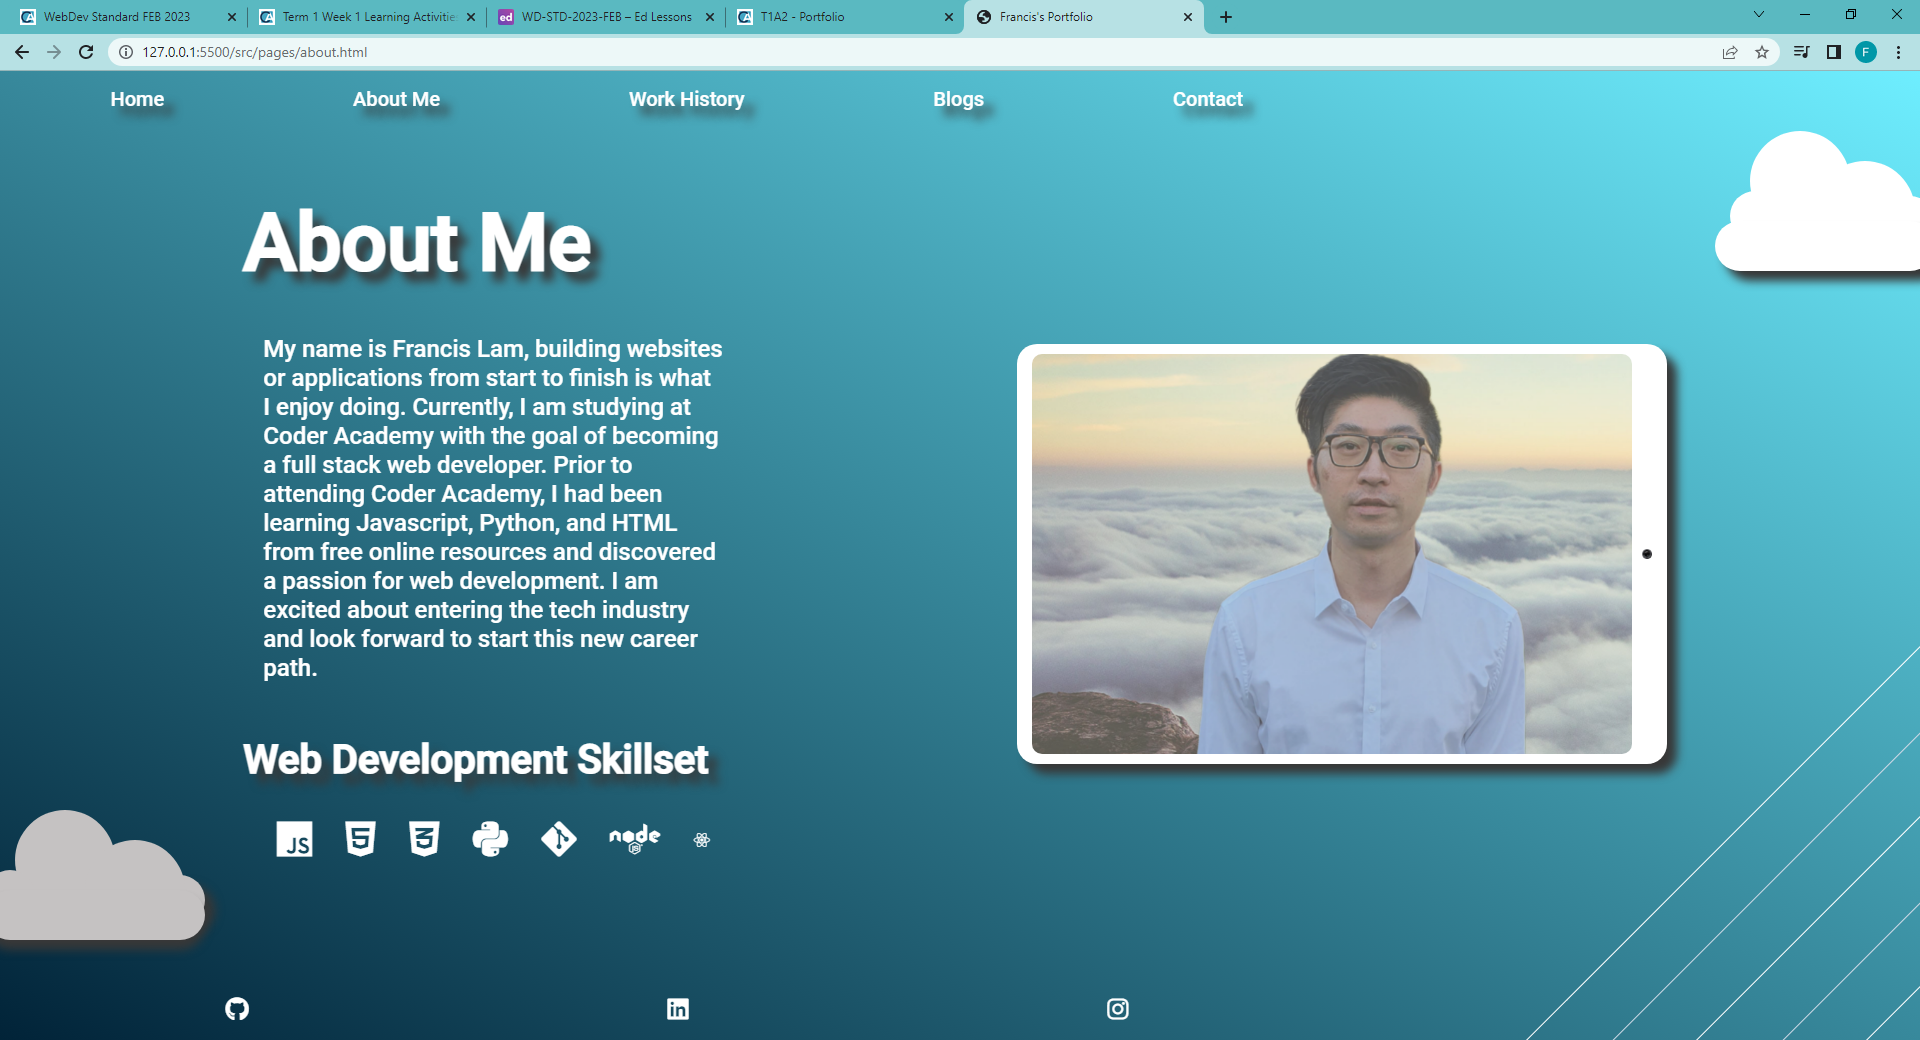 WebDev Standard FEB 2023
Term 1 Week 1 Learning Activities
WD-STD-2023-FEB – Ed Lessons
T1A2 - Portfolio
Francis's Portfolio
127.0.0.1:5500/src/pages/about.html
F
Home
About Me
Work History
Blogs
Contact
About Me
My name is Francis Lam, building websites
or applications from start to finish is what
I enjoy doing. Currently, I am studying at
Coder Academy with the goal of becoming
a full stack web developer. Prior to
attending Coder Academy, I had been
learning Javascript, Python, and HTML
from free online resources and discovered
a passion for web development. I am
excited about entering the tech industry
and look forward to start this new career
path.
Web Development Skillset
JS
5
3
node
JS
in